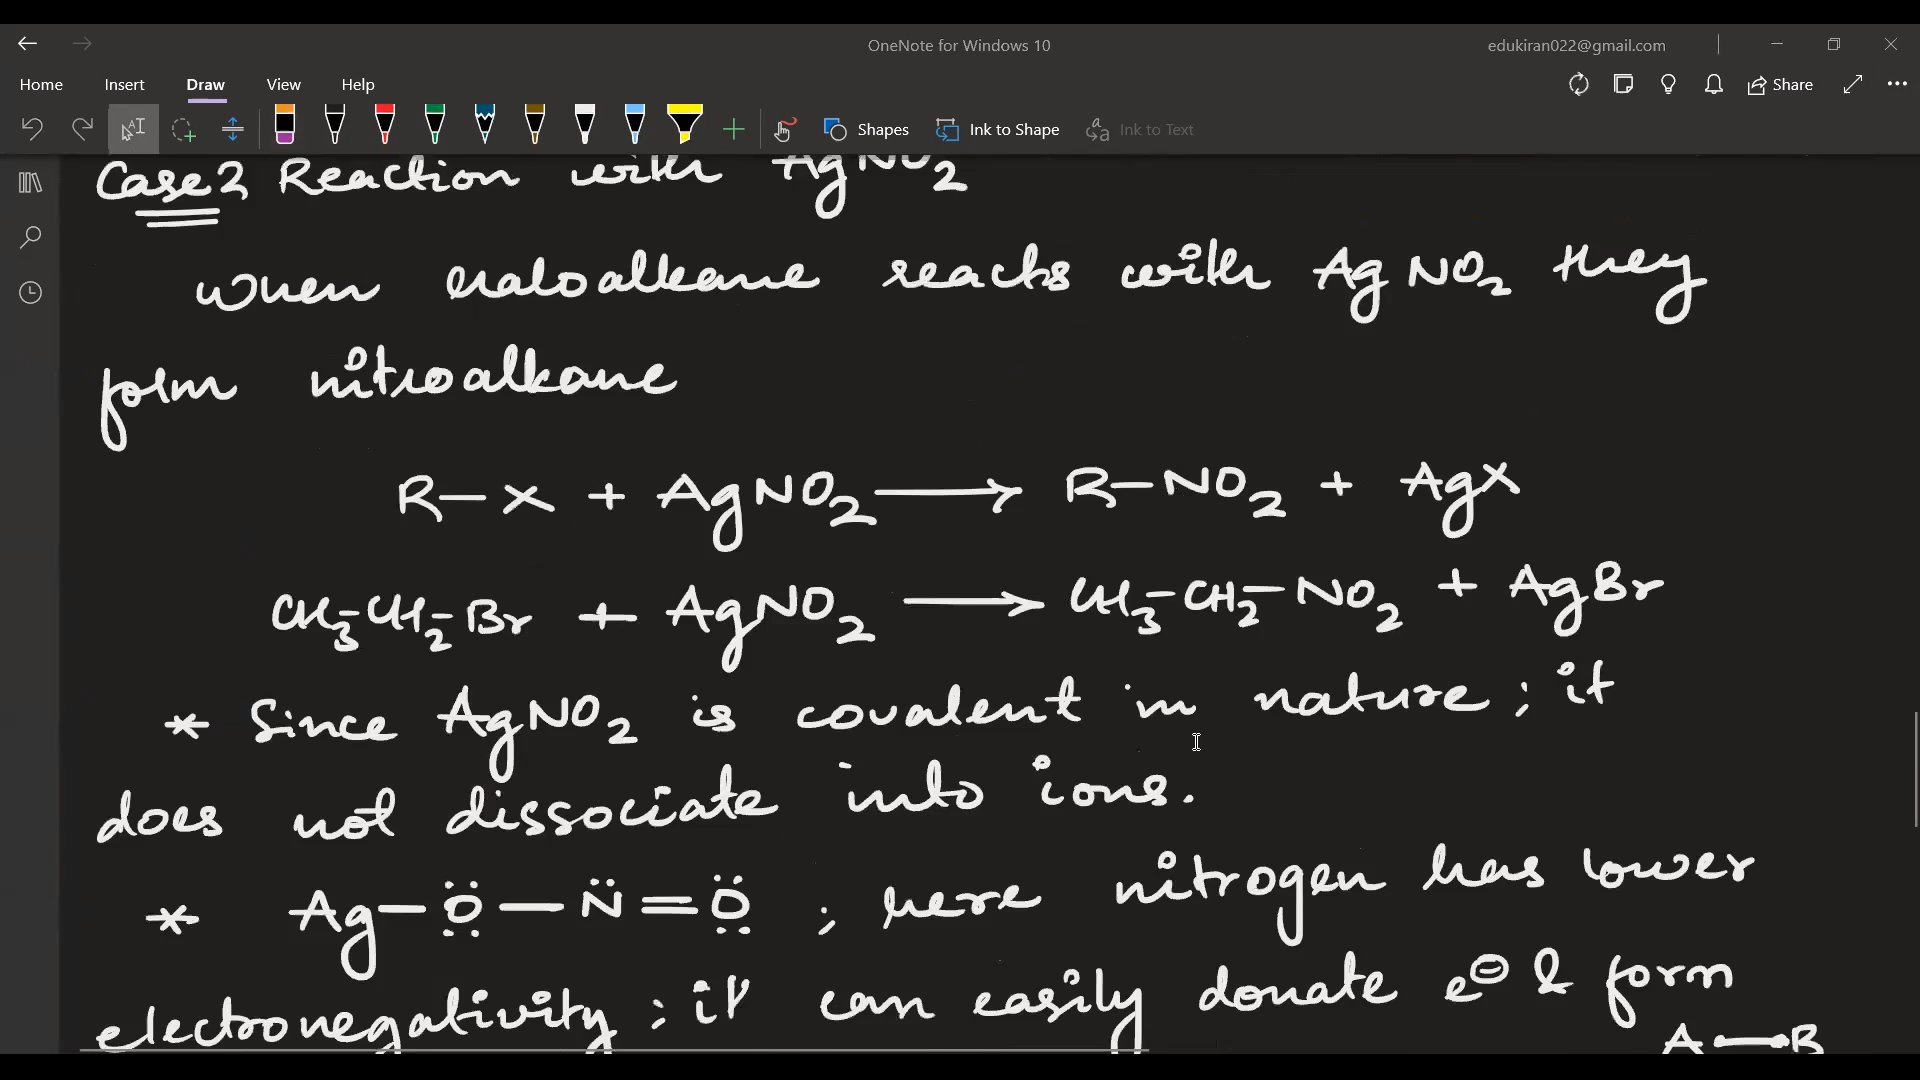 OneNote for Windows 10
edukiran022@gmail.com
Home Insert Draw View Help
Share
Shapes Ink to Shape Ink to Text
Case 2 Reaction with AgNO2
when haloalkane reacts with AgNO2 they
form nitroalkane
R-X + AgNO2 ⟶ R-NO2 + AgX
CH3-CH2-Br + AgNO2 ⟶ CH3-CH2-NO2 + AgBr
* Since AgNO2 is covalent in nature ; it
does not dissociate into ions.
* Ag-Ö-N̈=Ö ; here nitrogen has lower
electronegativity ; it can easily donate e⊖ & form
A—B